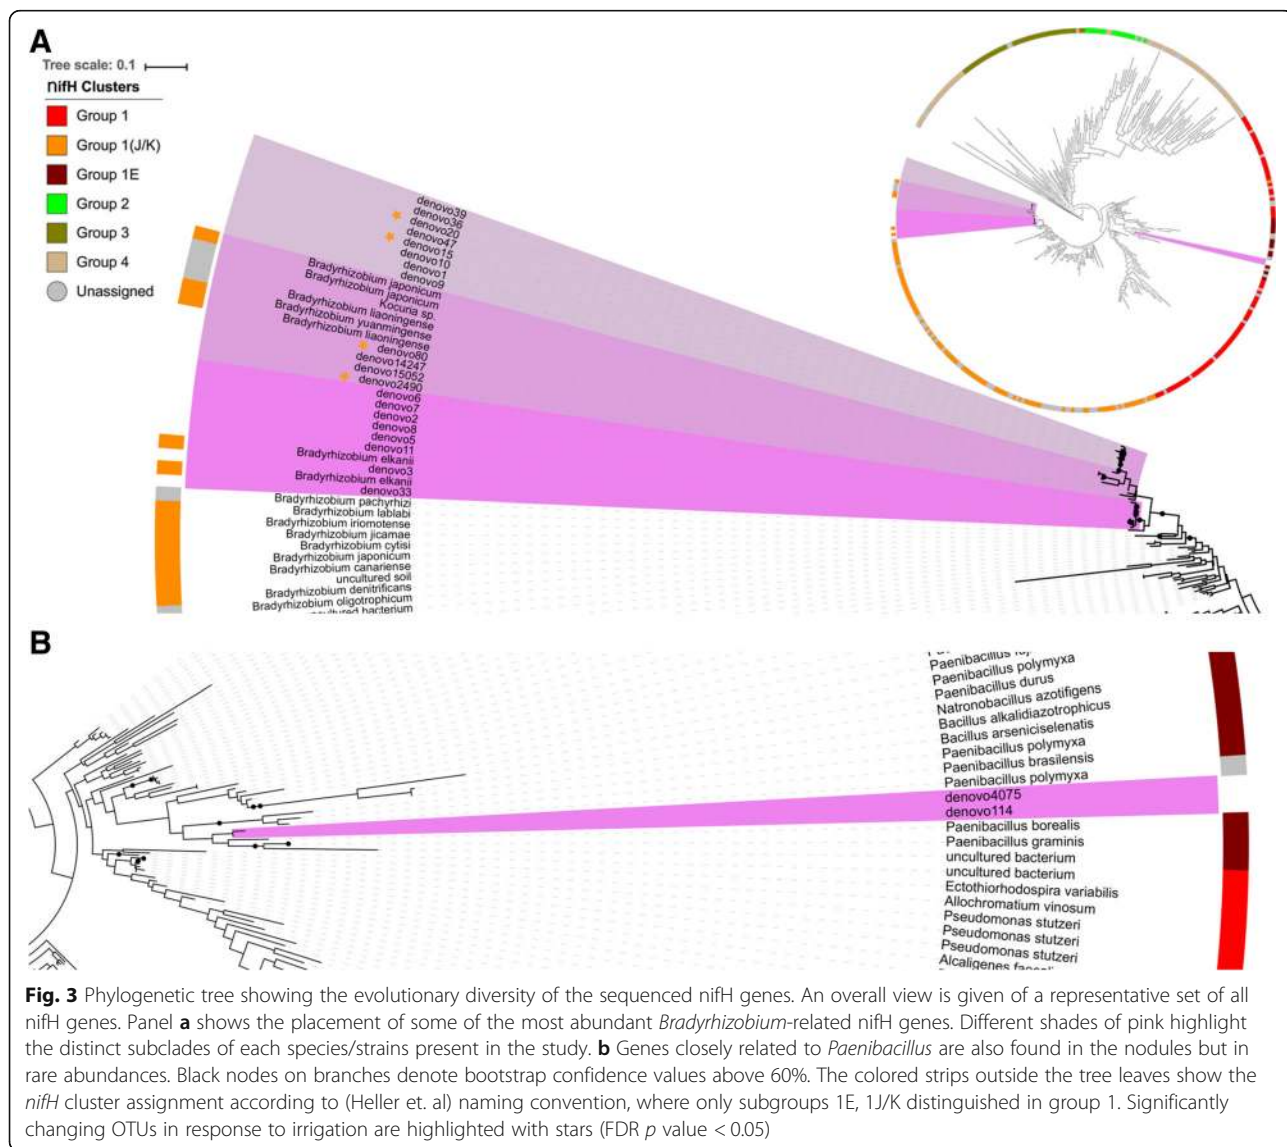 A
Tree scale: 0.1
nifH Clusters
Group 1
Group 1(J/K)
Group 1E
Group 2
Group 3
Group 4
Unassigned
denovo39
denovo36
denovo20
denovo47
denovo15
denovo10
denovo1
denovo9
Bradyrhizobium japonicum
Bradyrhizobium japonicum
Kocuria sp.
Bradyrhizobium liaoningense
Bradyrhizobium yuanmingense
Bradyrhizobium liaoningense
denovo80
denovo14247
denovo15052
denovo2490
denovo6
denovo7
denovo2
denovo8
denovo5
denovo11
Bradyrhizobium elkanii
denovo3
Bradyrhizobium elkanii
denovo33
Bradyrhizobium pachyrhizi
Bradyrhizobium lablabi
Bradyrhizobium iriomotense
Bradyrhizobium jicamae
Bradyrhizobium cytisi
Bradyrhizobium japonicum
Bradyrhizobium canariense
uncultured soil
Bradyrhizobium denitrificans
Bradyrhizobium oligotrophicum
uncultured bacterium
B
Paenibacillus
Paenibacillus polymyxa
Paenibacillus durus
Natronobacillus azotifigens
Bacillus alkalidiazotrophicus
Bacillus arseniciselenatis
Paenibacillus polymyxa
Paenibacillus brasilensis
Paenibacillus polymyxa
denovo4075
denovo114
Paenibacillus borealis
Paenibacillus graminis
uncultured bacterium
uncultured bacterium
Ectothiorhodospira variabilis
Allochromatium vinosum
Pseudomonas stutzeri
Pseudomonas stutzeri
Pseudomonas stutzeri
Alcaligenes
Fig. 3 Phylogenetic tree showing the evolutionary diversity of the sequenced nifH genes. An overall view is given of a representative set of all
nifH genes. Panel a shows the placement of some of the most abundant Bradyrhizobium-related nifH genes. Different shades of pink highlight
the distinct subclades of each species/strains present in the study. b Genes closely related to Paenibacillus are also found in the nodules but in
rare abundances. Black nodes on branches denote bootstrap confidence values above 60%. The colored strips outside the tree leaves show the
nifH cluster assignment according to (Heller et. al) naming convention, where only subgroups 1E, 1J/K distinguished in group 1. Significantly
changing OTUs in response to irrigation are highlighted with stars (FDR p value < 0.05)